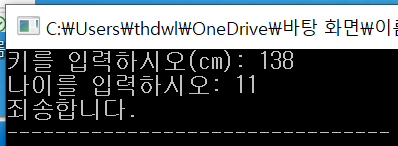 C:₩Users₩thdwl₩OneDrive₩바탕 화면₩이
키를 입력하시오(cm): 138
나이를 입력하시오: 11
죄송합니다.
--------------------------------